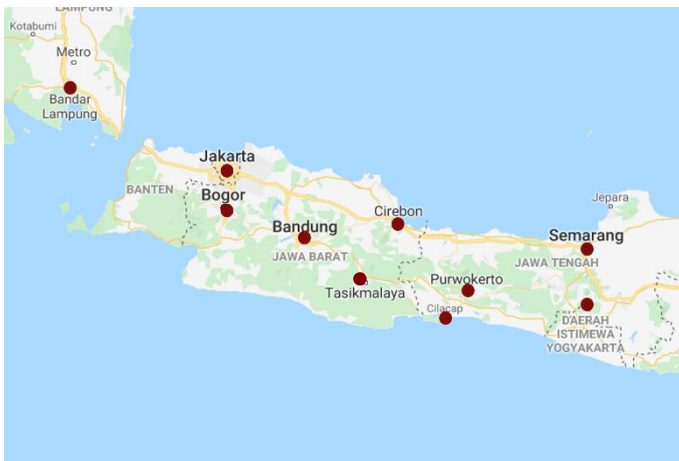 LAMPUNG
Kotabumi
Metro
Bandar
Lampung
Jakarta
BANTEN
Bogor
Jepara
Cirebon
Bandung
Semarang
JAWA BARAT
JAWA TENGAH
Purwokerto
Tasikmalaya
Cilacap
DAERAH
ISTIMEWA
YOGYAKARTA